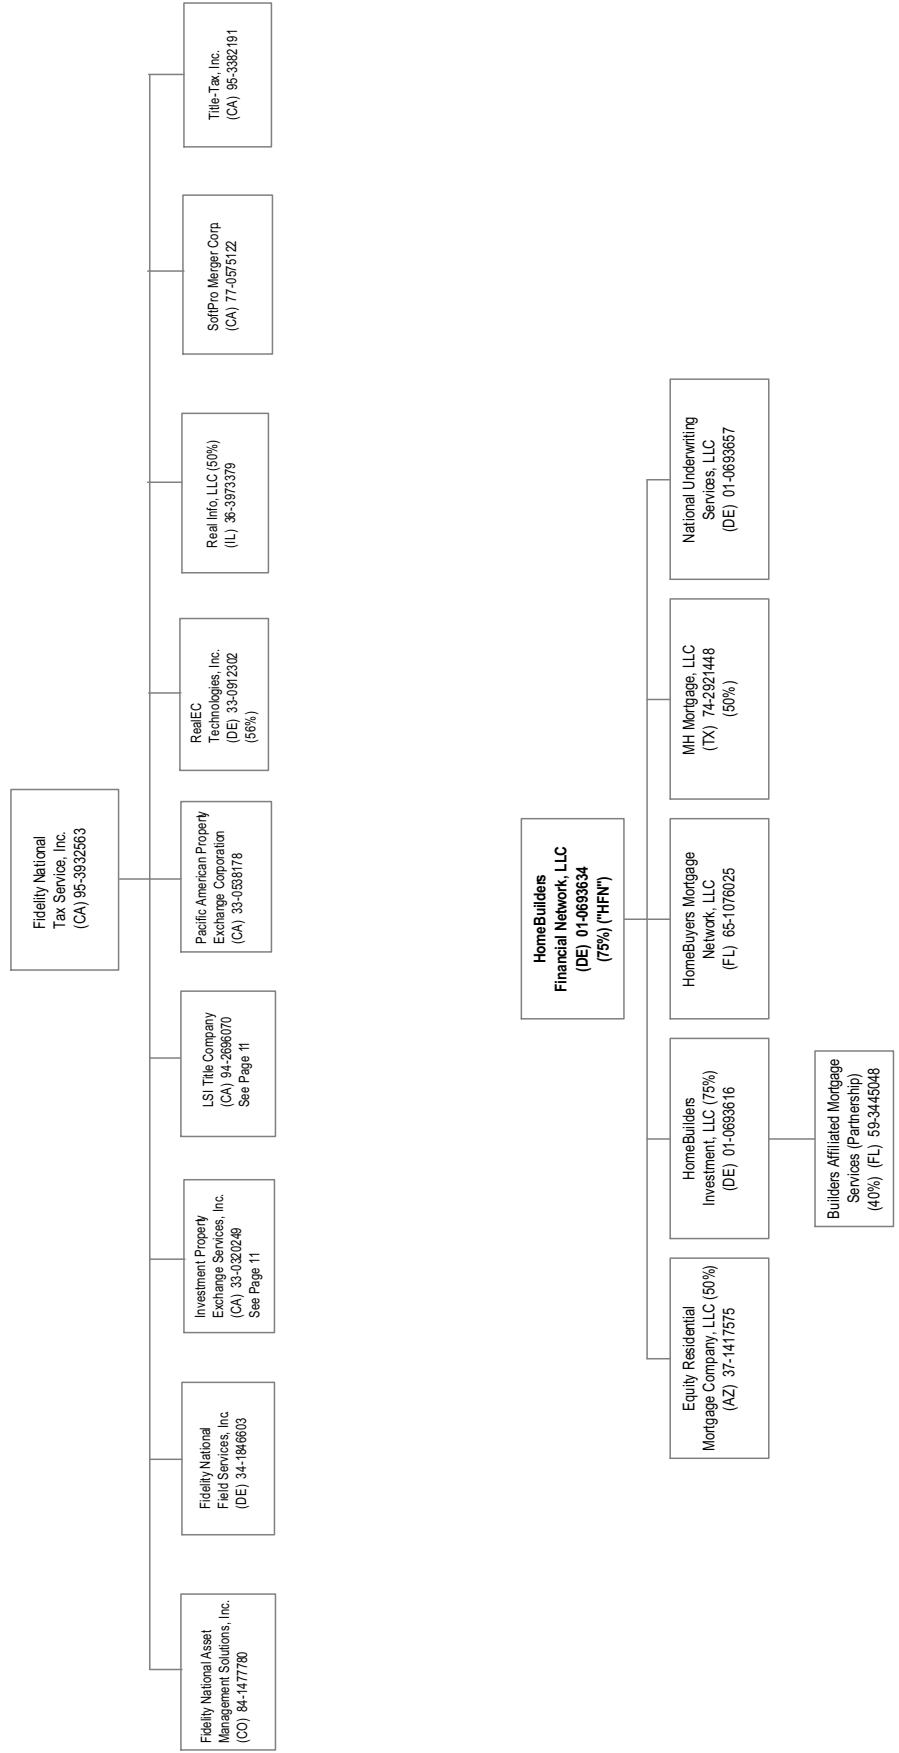 Fidelity National
Tax Service, Inc.
(CA) 95-3932563
Fidelity National Asset
Management Solutions, Inc.
(CO) 84-1477780
Fidelity National
Field Services, Inc.
(DE) 34-1846603
Investment Property
Exchange Services, Inc.
(CA) 33-0320249
See Page 11
LSI Title Company
(CA) 94-2696070
See Page 11
Pacific American Property
Exchange Corporation
(CA) 33-0538178
RealEC
Technologies, Inc.
(DE) 33-0912302
(56%)
Real Info, LLC (50%)
(IL) 36-3973379
SoftPro Merger Corp.
(CA) 77-0575122
Title-Tax, Inc.
(CA) 95-3382191
HomeBuilders
Financial Network, LLC
(DE) 01-0693634
(75%) ("HFN")
Equity Residential
Mortgage Company, LLC (50%)
(AZ) 37-1417575
HomeBuilders
Investment, LLC (75%)
(DE) 01-0693616
HomeBuyers Mortgage
Network, LLC
(FL) 65-1076025
MH Mortgage, LLC
(TX) 74-2921448
(50%)
National Underwriting
Services, LLC
(DE) 01-0693657
Builders Affiliated Mortgage
Services (Partnership)
(40%) (FL) 59-3445048